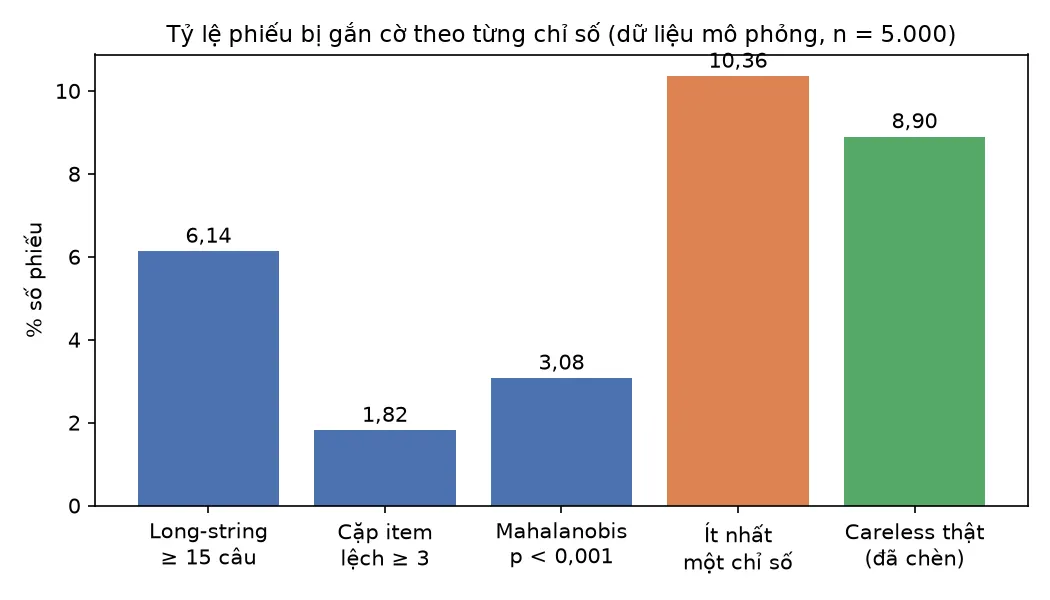 Tỷ lệ phiếu bị gắn cờ theo từng chỉ số (dữ liệu mô phỏng, n = 5.000)
% số phiếu
10
8
6
4
2
0
6,14
1,82
3,08
10,36
8,90
Long-string
≥ 15 câu
Cặp item
lệch ≥ 3
Mahalanobis
p < 0,001
Ít nhất
một chỉ số
Careless thật
(đã chèn)